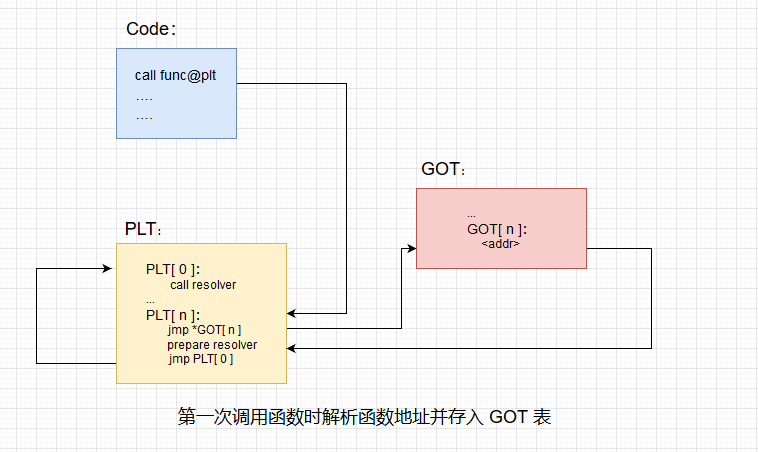 Code：
call func@plt
....
....
GOT：
...
GOT[ n ]:
<addr>
PLT：
PLT[ 0 ]:
call resolver
...
PLT[ n ]:
jmp *GOT[ n ]
prepare resolver
jmp PLT[ 0 ]
第一次调用函数时解析函数地址并存入 GOT 表